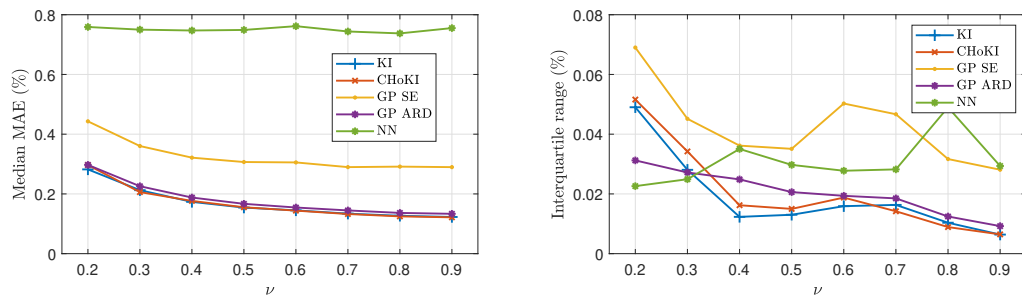 Median MAE (%)
0.8
0.6
0.4
0.2
0
0.2 0.3 0.4 0.5 0.6 0.7 0.8 0.9
ν
KI
CHoKI
GP SE
GP ARD
NN
Interquartile range (%)
0.08
0.06
0.04
0.02
0
0.2 0.3 0.4 0.5 0.6 0.7 0.8 0.9
ν
KI
CHoKI
GP SE
GP ARD
NN